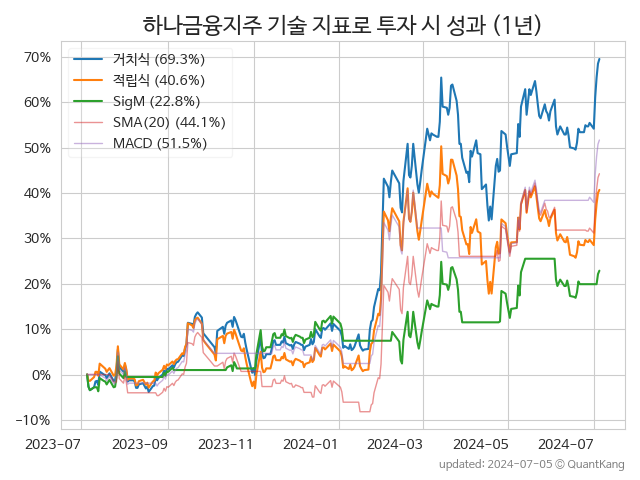 하나금융지주 기술 지표로 투자 시 성과 (1년)
70%
60%
50%
40%
30%
20%
10%
0%
−10%
거치식 (69.3%)
적립식 (40.6%)
SigM (22.8%)
SMA(20) (44.1%)
MACD (51.5%)
2023-07 2023-09 2023-11 2024-01 2024-03 2024-05 2024-07
updated: 2024-07-05 © QuantKang